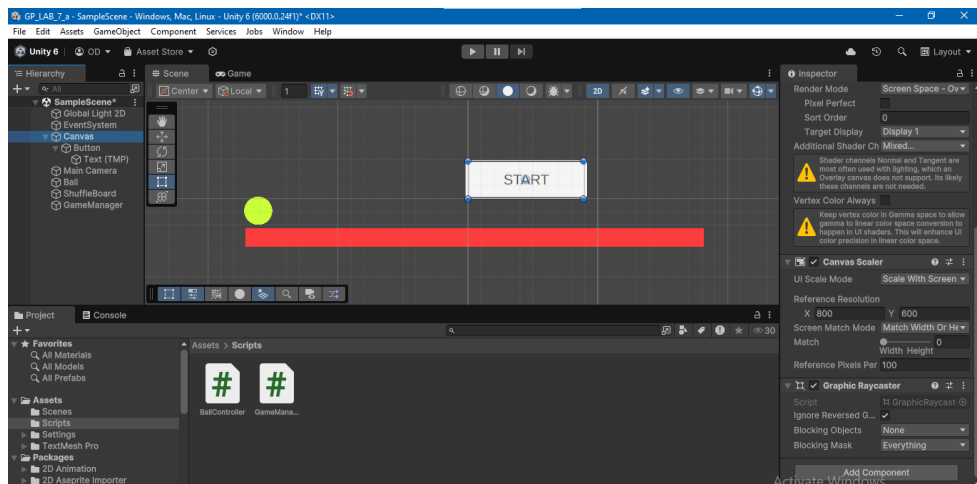 GP_LAB_7_a - SampleScene - Windows, Mac, Linux - Unity 6 (6000.0.24f1)* <DX11>
File Edit Assets GameObject Component Services Jobs Window Help
Unity 6 OD Asset Store Layout
Hierarchy
All
SampleScene*
Global Light 2D
EventSystem
Canvas
Button
Text (TMP)
Main Camera
Ball
ShuffleBoard
GameManager
Scene Game
Center Local 1 2D
START
Inspector
Render Mode Screen Space - Ov
Pixel Perfect
Sort Order 0
Target Display Display 1
Additional Shader Ch Mixed...
Shader channels Normal and Tangent are
most often used with lighting, which an
Overlay canvas does not support. Its likely
these channels are not needed.
Vertex Color Always
Keep vertex color in Gamma space to allow
gamma to linear color space conversion to
happen in UI shaders. This will enhance UI
color precision in linear color space.
Canvas Scaler
UI Scale Mode Scale With Screen
Reference Resolution
X 800 Y 600
Screen Match Mode Match Width Or He
Match 0
Width Height
Reference Pixels Per 100
Graphic Raycaster
Script GraphicRaycast
Ignore Reversed G...
Blocking Objects None
Blocking Mask Everything
Add Component
Activate Windows
Project Console
30
Favorites
All Materials
All Models
All Prefabs
Assets
Scenes
Scripts
Settings
TextMesh Pro
Packages
2D Animation
2D Aseprite Importer
Assets > Scripts
BallController GameMana...